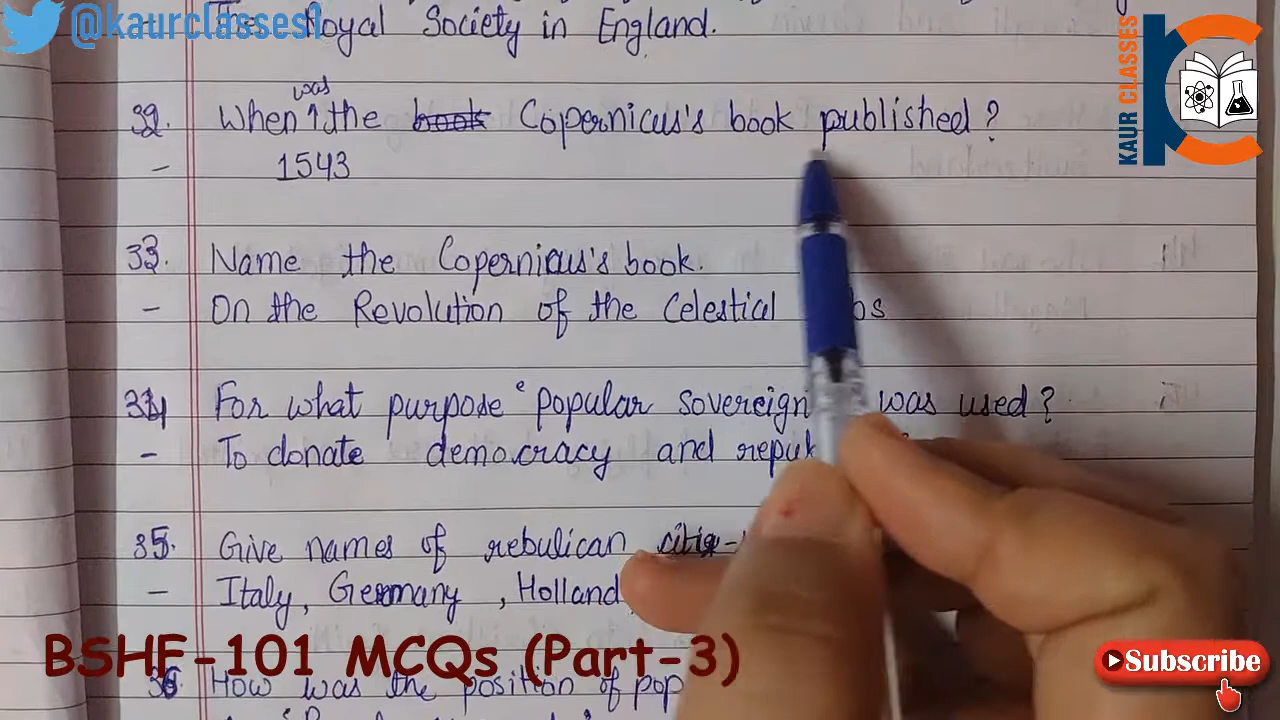 @kaurclasses1
The Royal Society in England.
KAUR CLASSES
was
32. When ↑ the book Copernicus's book published?
- 1543
33. Name the Copernicus's book.
- On the Revolution of the Celestial
34. For what purpose popular sovereign was used?
- To donate democracy and
35. Give names of rebulican
- Italy, Germany, Holland
BSHF-101 MCQs (Part-3)
Subscribe
36. How was the position of